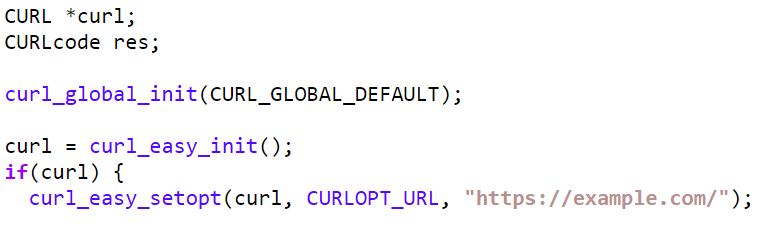 CURL *curl;
CURLcode res;
curl_global_init(CURL_GLOBAL_DEFAULT);
curl = curl_easy_init();
if(curl) {
  curl_easy_setopt(curl, CURLOPT_URL, "https://example.com/");